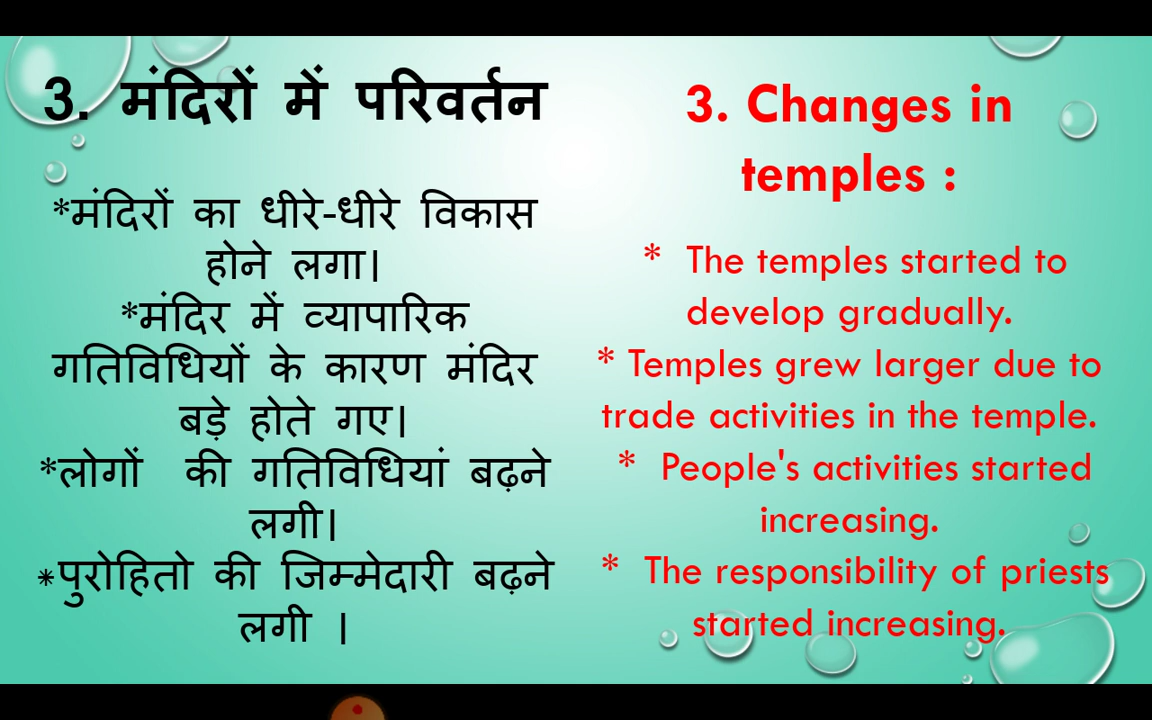 3. मंदिरों में परिवर्तन
*मंदिरों का धीरे-धीरे विकास
होने लगा।
*मंदिर में व्यापारिक
गतिविधियों के कारण मंदिर
बड़े होते गए।
*लोगों की गतिविधियां बढ़ने
लगी।
*पुरोहितो की जिम्मेदारी बढ़ने
लगी ।
3. Changes in
temples :
* The temples started to
develop gradually.
* Temples grew larger due to
trade activities in the temple.
* People's activities started
increasing.
* The responsibility of priests
started increasing.